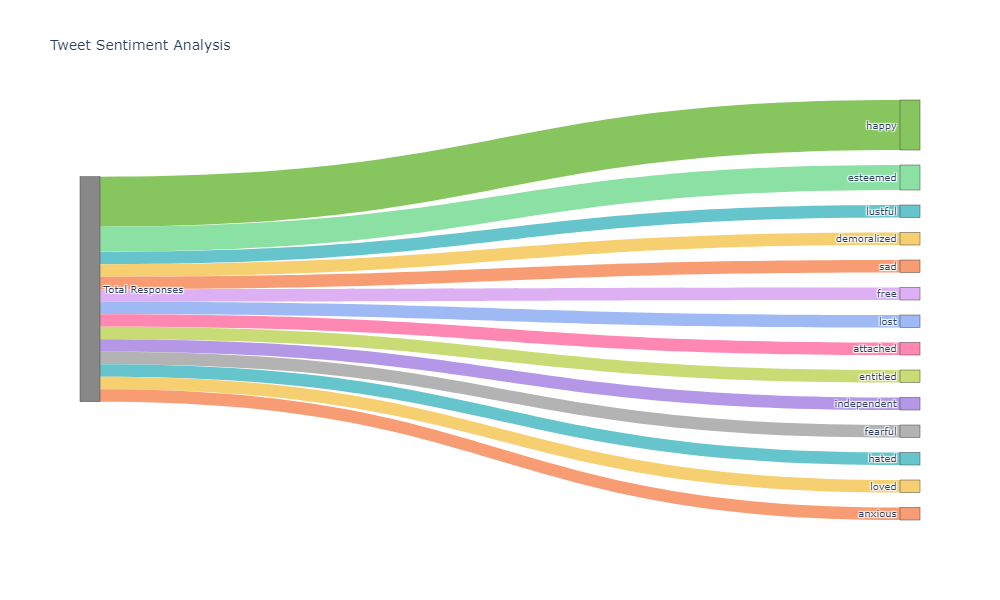 Tweet Sentiment Analysis
happy
esteemed
lustful
demoralized
sad
Total Responses
free
lost
attached
entitled
independent
fearful
hated
loved
anxious